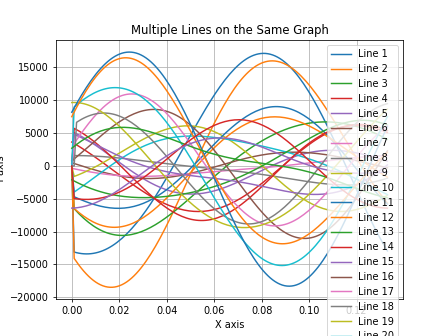 Multiple Lines on the Same Graph
15000
10000
5000
0
−5000
−10000
−15000
−20000
0.00
0.02
0.04
0.06
0.08
0.10
X axis
Line 1
Line 2
Line 3
Line 4
Line 5
Line 6
Line 7
Line 8
Line 9
Line 10
Line 11
Line 12
Line 13
Line 14
Line 15
Line 16
Line 17
Line 18
Line 19